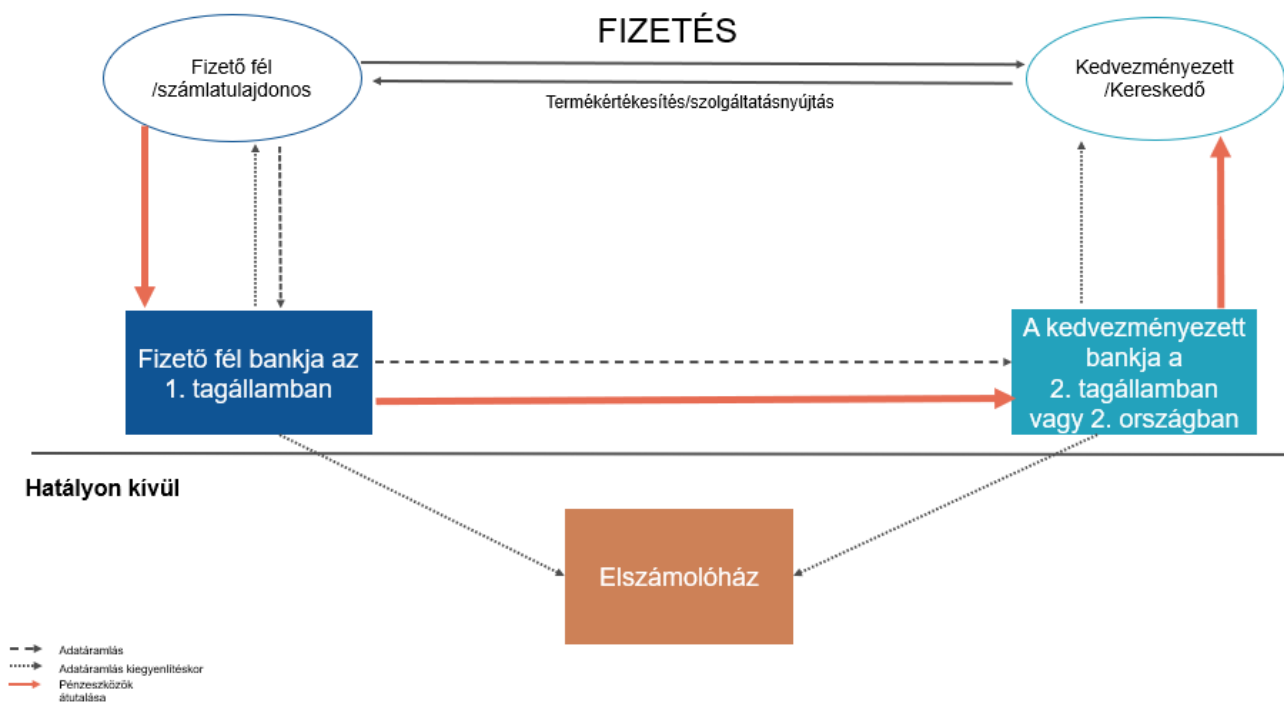 FIZETÉS
Fizető fél
/számlatulajdonos
Kedvezményezett
/Kereskedő
Termékértékesítés/szolgáltatásnyújtás
Fizető fél bankja az
1. tagállamban
A kedvezményezett
bankja a
2. tagállamban
vagy 2. országban
Hatályon kívül
Elszámolóház
Adatáramlás
Adatáramlás kiegyenlítéskor
Pénzeszközök
átutalása